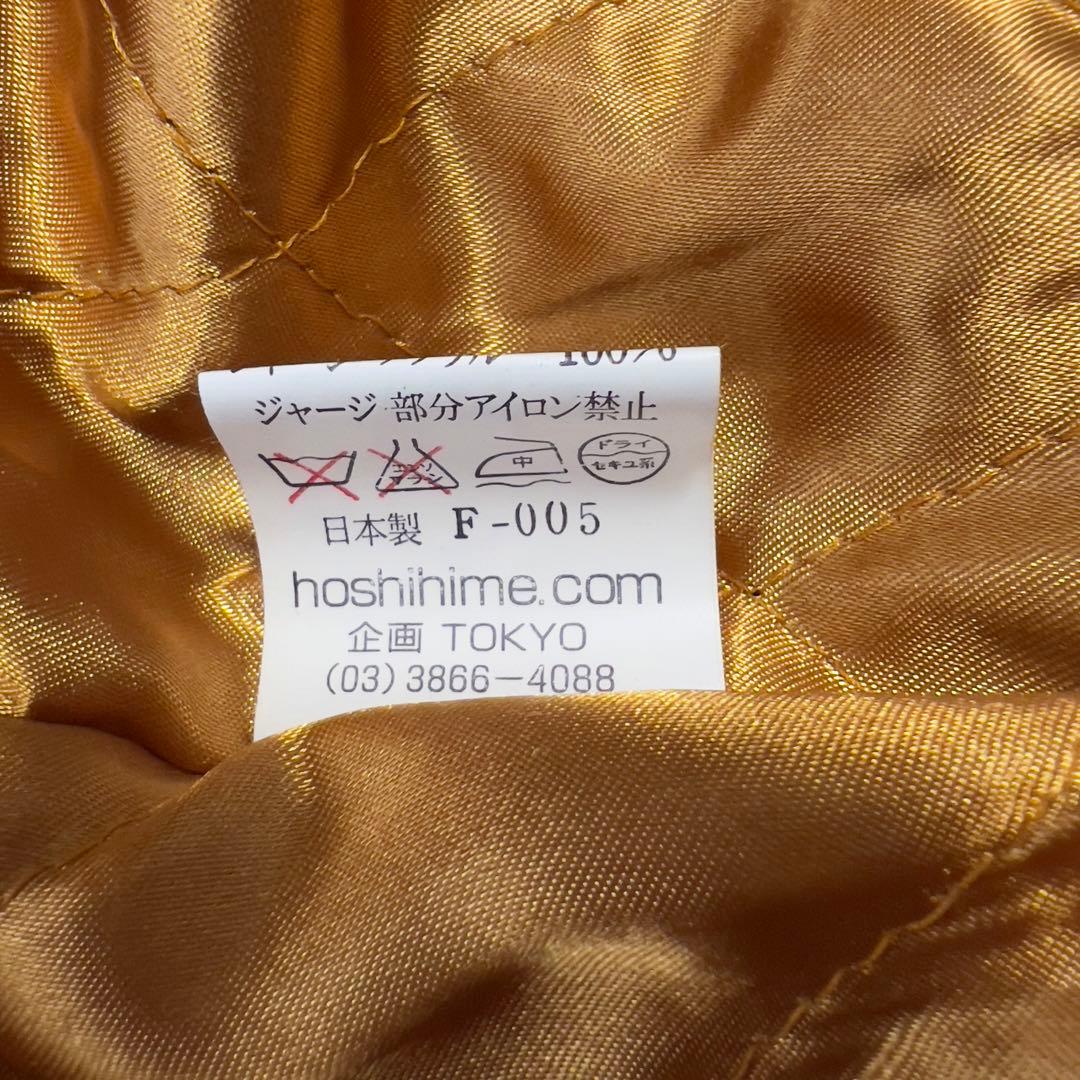 100%
ジャージ部分アイロン禁止
中 ドライ
セキユ系
日本製 F-005
hoshihime.com
企画 TOKYO
(03)3866-4088